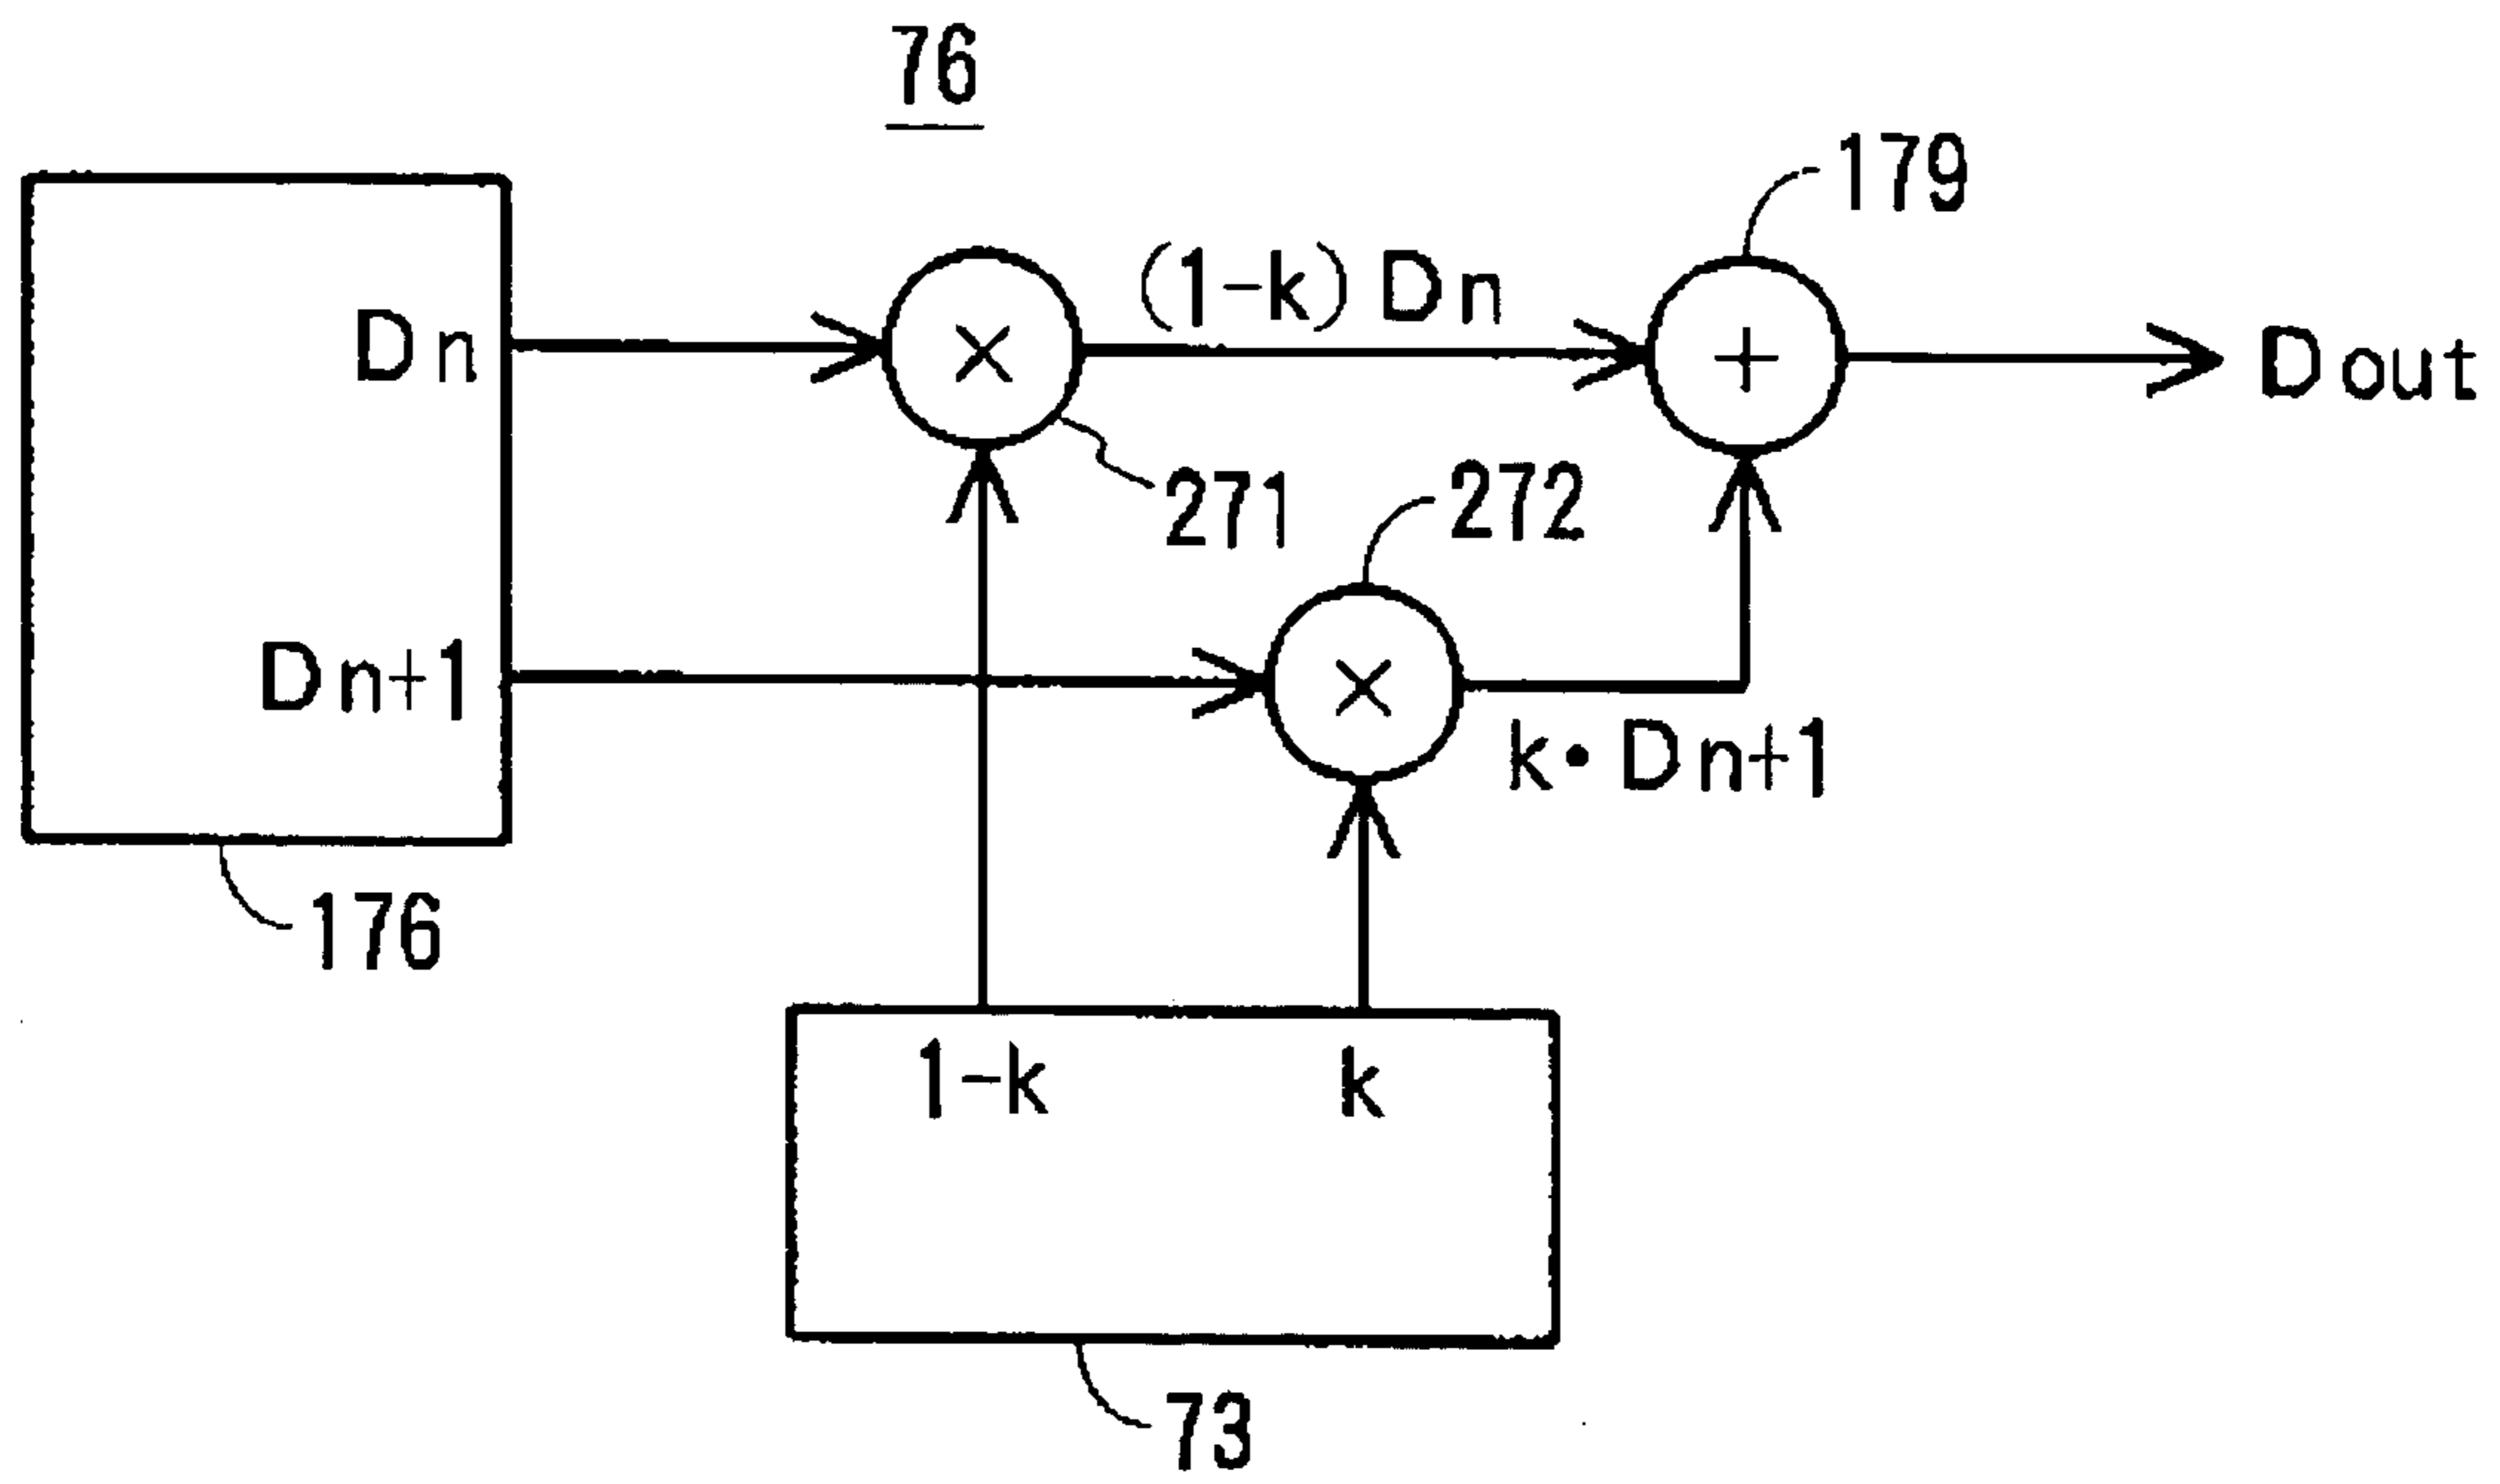 76
179
(1-k) Dn
Dn
×
+
Dout
271
272
Dn+1
×
k• Dn+1
176
1-k
k
73